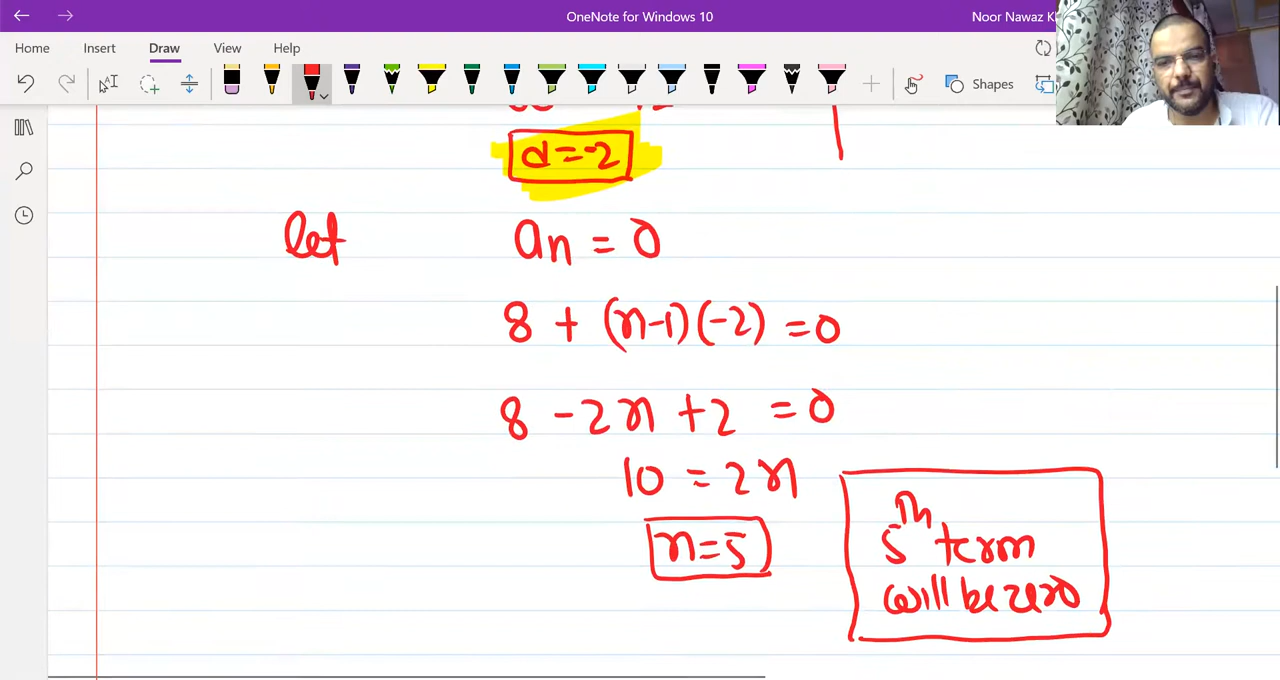 OneNote for Windows 10
Noor Nawaz K
Home Insert Draw View Help
Shapes
d=-2
let an = 0
8 + (n-1)(-2) =0
8 -2n +2 =0
10 = 2n
n=5
5th term
will be zero